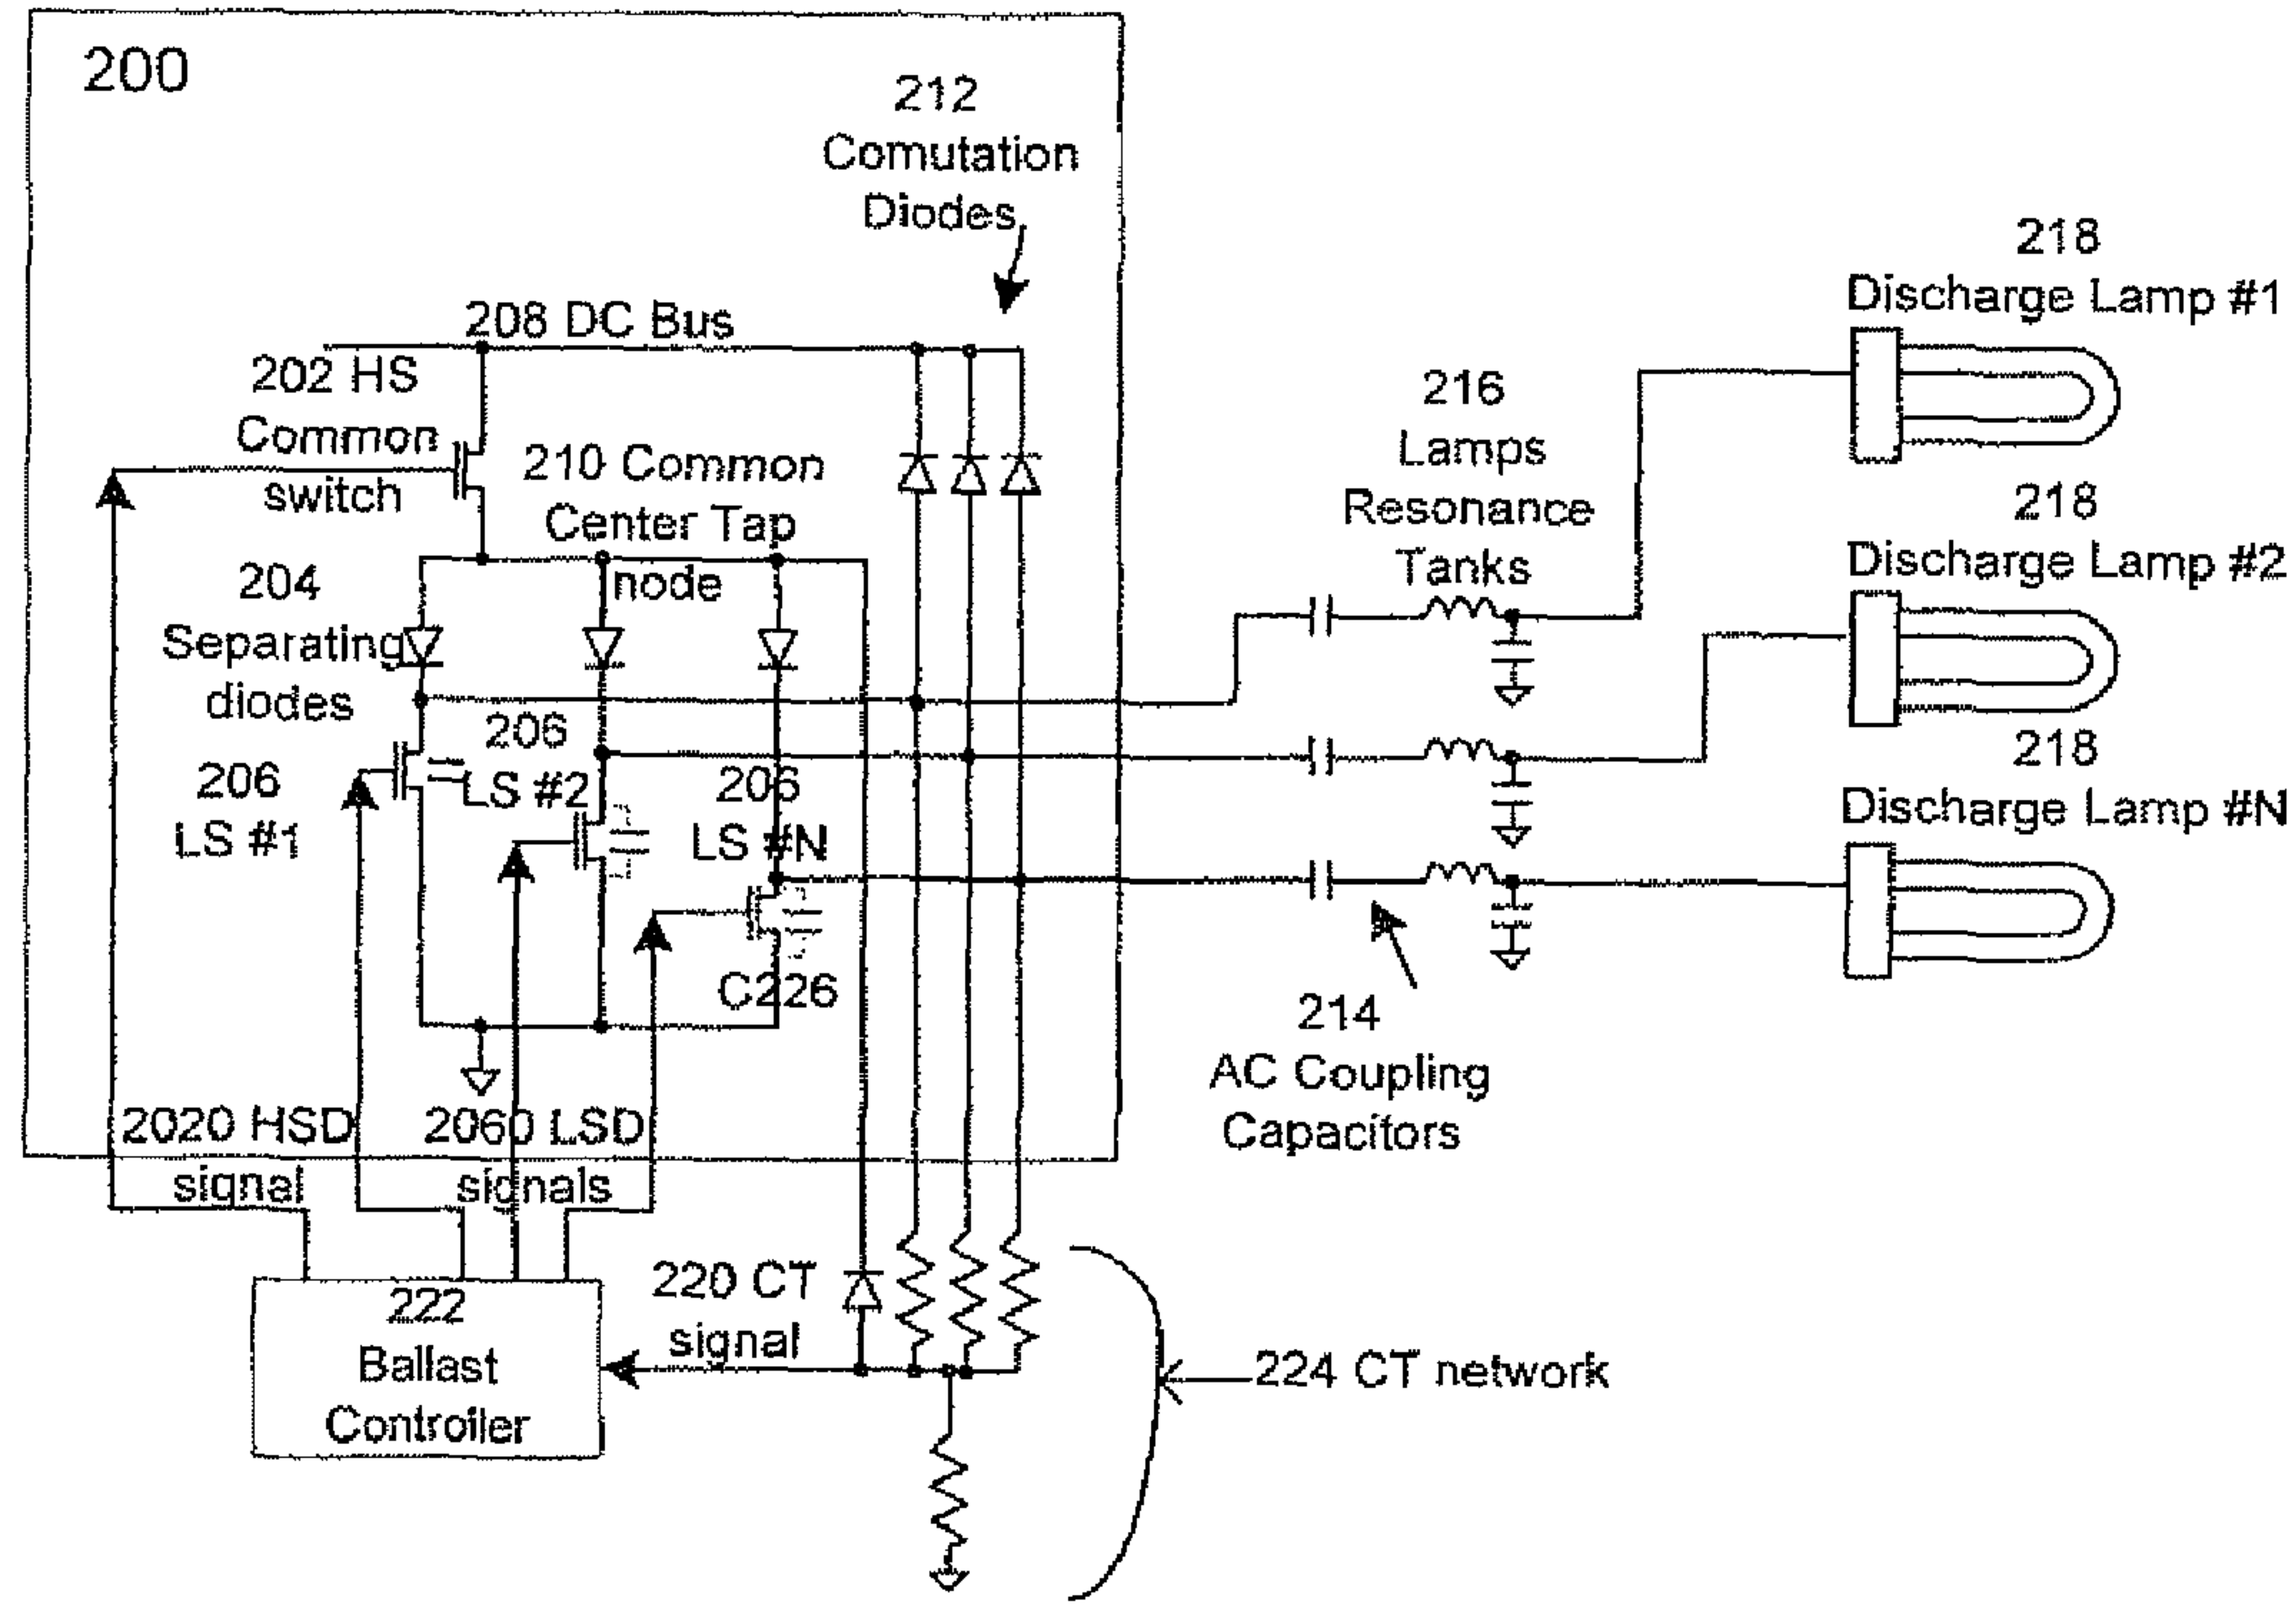 200
212
Comutation
Diodes
208 DC Bus
202 HS
Common
switch
210 Common
Center Tap
node
204
Separating
diodes
206
LS #1
206
LS #2
206
LS #N
C226
2020 HSD
signal
2060 LSD
signals
222
Ballast
Controller
220 CT
signal
224 CT network
216
Lamps
Resonance
Tanks
214
AC Coupling
Capacitors
218
Discharge Lamp #1
218
Discharge Lamp #2
218
Discharge Lamp #N